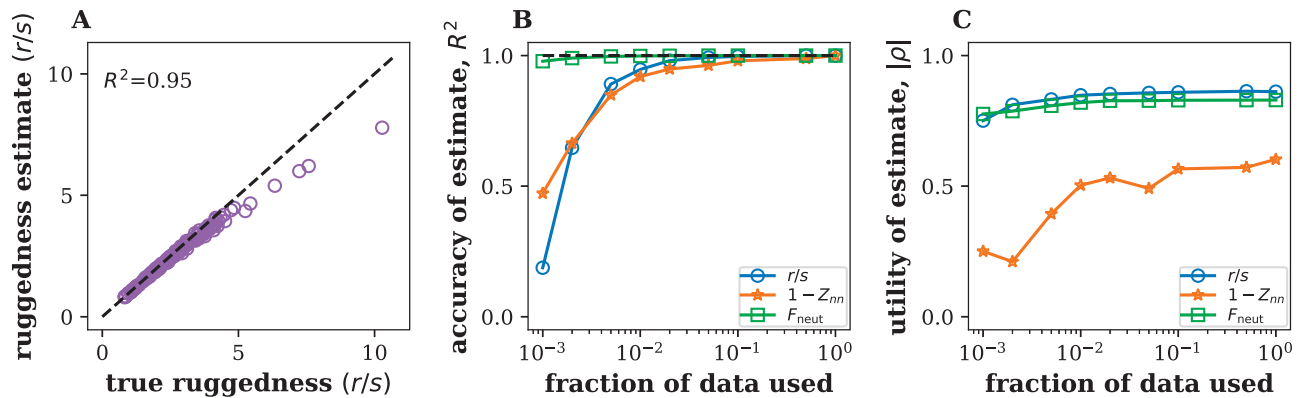 A
ruggedness estimate (r/s)
10
5
0
R²=0.95
0
5
10
true ruggedness (r/s)
B
accuracy of estimate, R²
1.0
0.5
0.0
r/s
1 − Zₙₙ
F_neut
10⁻³
10⁻²
10⁻¹
10⁰
fraction of data used
C
utility of estimate, |ρ|
1.0
0.5
0.0
r/s
1 − Zₙₙ
F_neut
10⁻³
10⁻²
10⁻¹
10⁰
fraction of data used